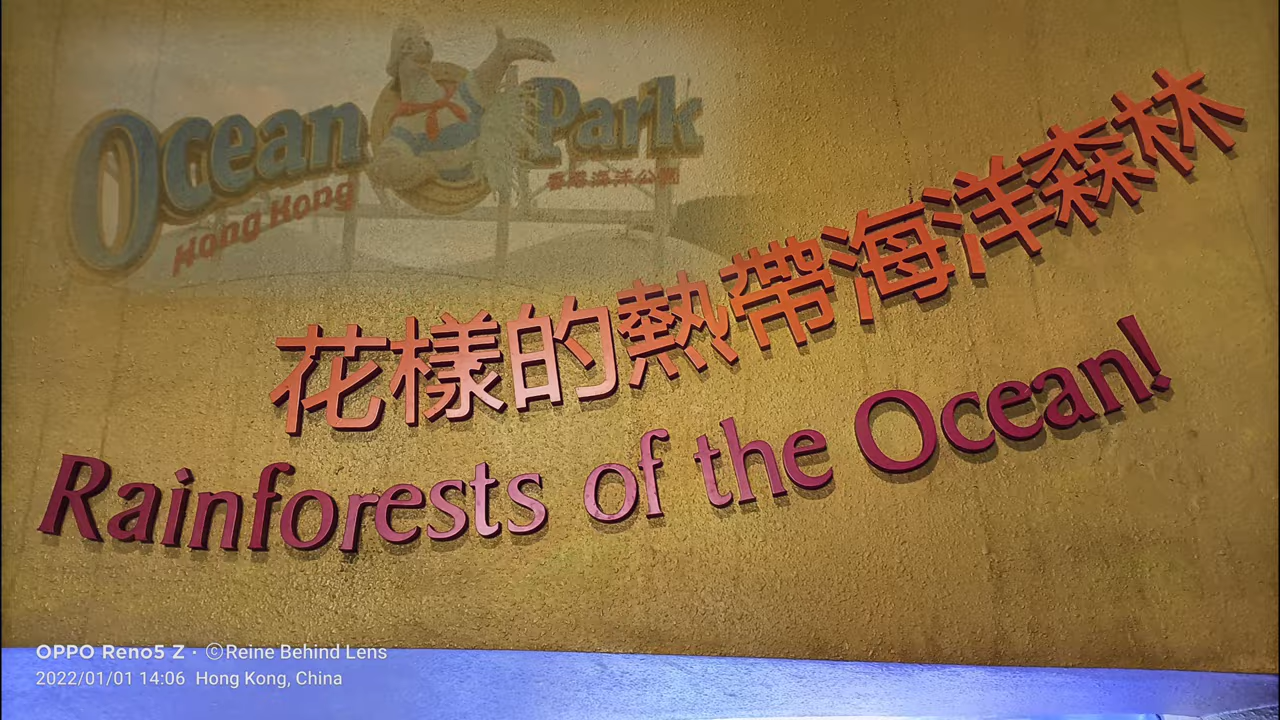 Ocean Park
Hong Kong
香港海洋公園
花樣的熱帶海洋森林
Rainforests of the Ocean!
OPPO Reno5 Z · ©Reine Behind Lens
2022/01/01 14:06 Hong Kong, China